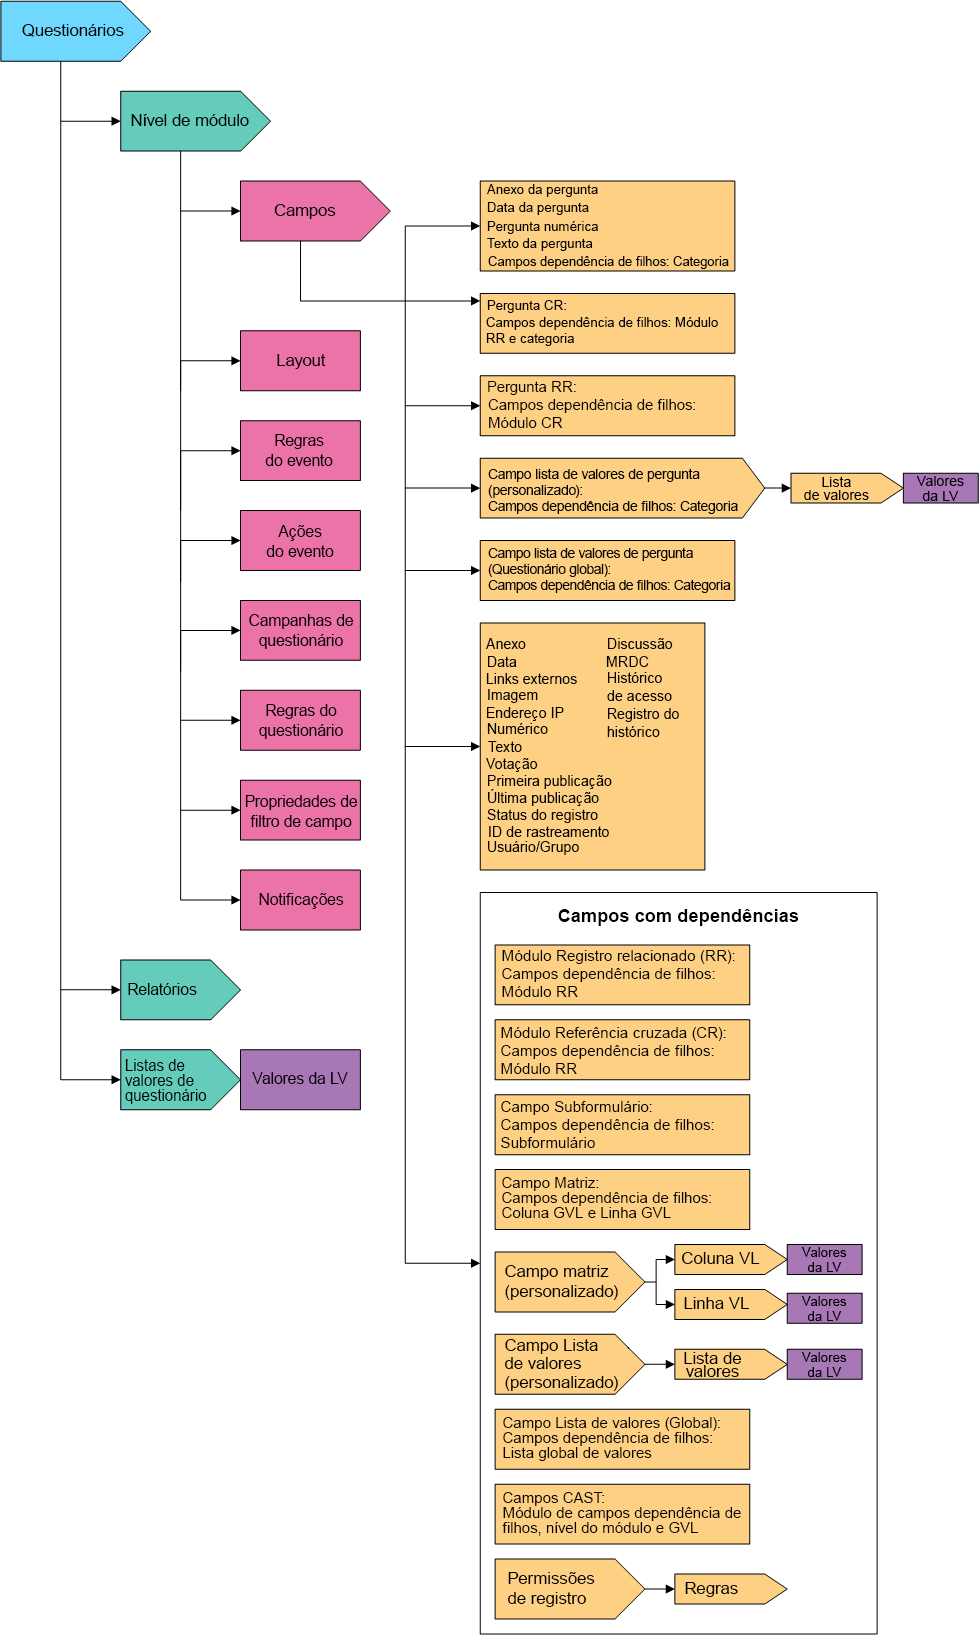 Questionários
Nível de módulo
Campos
Layout
Regras
do evento
Ações
do evento
Campanhas de
questionário
Regras do
questionário
Propriedades de
filtro de campo
Notificações
Relatórios
Listas de
valores de
questionário
Valores da LV
Anexo da pergunta
Data da pergunta
Pergunta numérica
Texto da pergunta
Campos dependência de filhos: Categoria
Pergunta CR:
Campos dependência de filhos: Módulo
RR e categoria
Pergunta RR:
Campos dependência de filhos:
Módulo CR
Campo lista de valores de pergunta
(personalizado):
Campos dependência de filhos: Categoria
Lista
de valores
Valores
da LV
Campo lista de valores de pergunta
(Questionário global):
Campos dependência de filhos: Categoria
Anexo
Data
Links externos
Imagem
Endereço IP
Numérico
Texto
Votação
Primeira publicação
Última publicação
Status do registro
ID de rastreamento
Usuário/Grupo
Discussão
MRDC
Histórico
de acesso
Registro do
histórico
Campos com dependências
Módulo Registro relacionado (RR):
Campos dependência de filhos:
Módulo RR
Módulo Referência cruzada (CR):
Campos dependência de filhos:
Módulo RR
Campo Subformulário:
Campos dependência de filhos:
Subformulário
Campo Matriz:
Campos dependência de filhos:
Coluna GVL e Linha GVL
Campo matriz
(personalizado)
Coluna VL
Valores
da LV
Linha VL
Valores
da LV
Campo Lista
de valores
(personalizado)
Lista de
valores
Valores
da LV
Campo Lista de valores (Global):
Campos dependência de filhos:
Lista global de valores
Campos CAST:
Módulo de campos dependência de
filhos, nível do módulo e GVL
Permissões
de registro
Regras